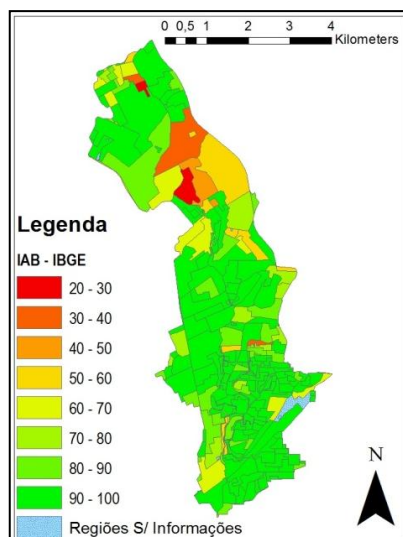 0 0,5 1 2 3 4
Kilometers
Legenda
IAB - IBGE
20 - 30
30 - 40
40 - 50
50 - 60
60 - 70
70 - 80
80 - 90
90 - 100
Regiões S/ Informações
N